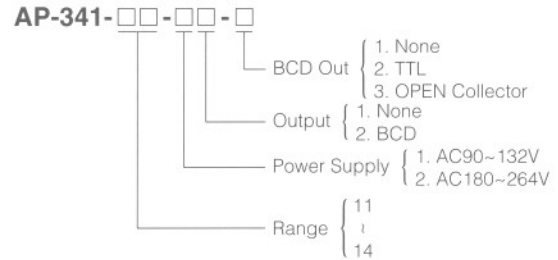 AP-341-□□-□□-□
1. None
BCD Out 2. TTL
3. OPEN Collector
1. None
Output
2. BCD
1. AC90~132V
Power Supply
2. AC180~264V
11
Range ~
14